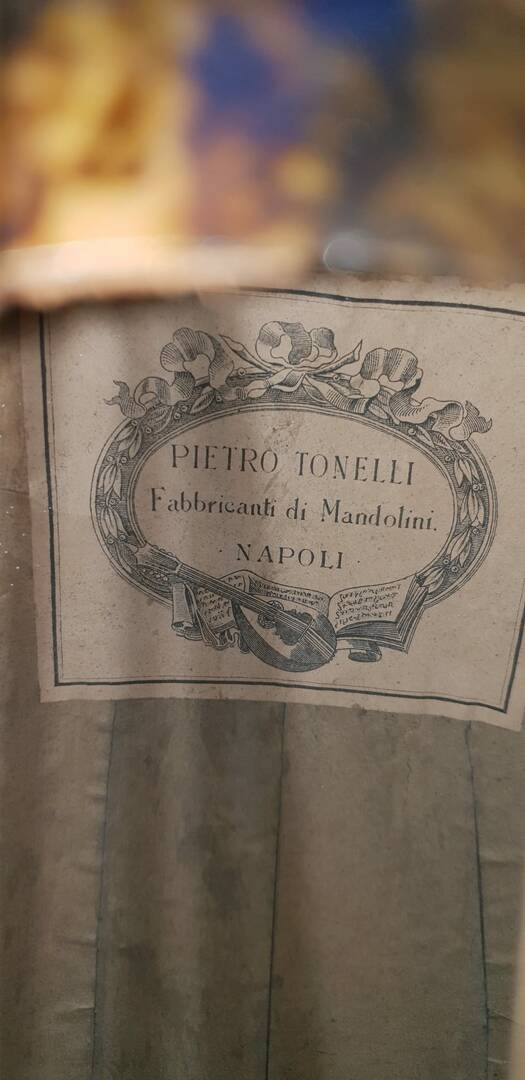 PIETRO TONELLI
Fabbricanti di Mandolini.
· NAPOLI ·